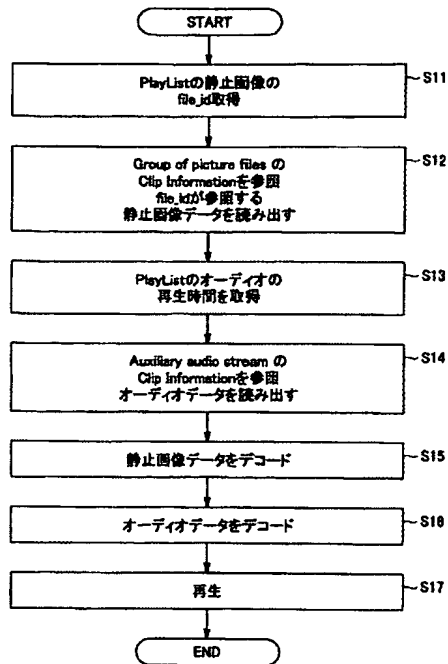 START
PlayListの静止画像の
file_id取得
S11
Group of picture files の
Clip Informationを参照
file_idが参照する
静止画像データを読み出す
S12
PlayListのオーディオの
再生時間を取得
S13
Auxiliary audio stream の
Clip Informationを参照
オーディオデータを読み出す
S14
静止画像データをデコード
S15
オーディオデータをデコード
S16
再生
S17
END